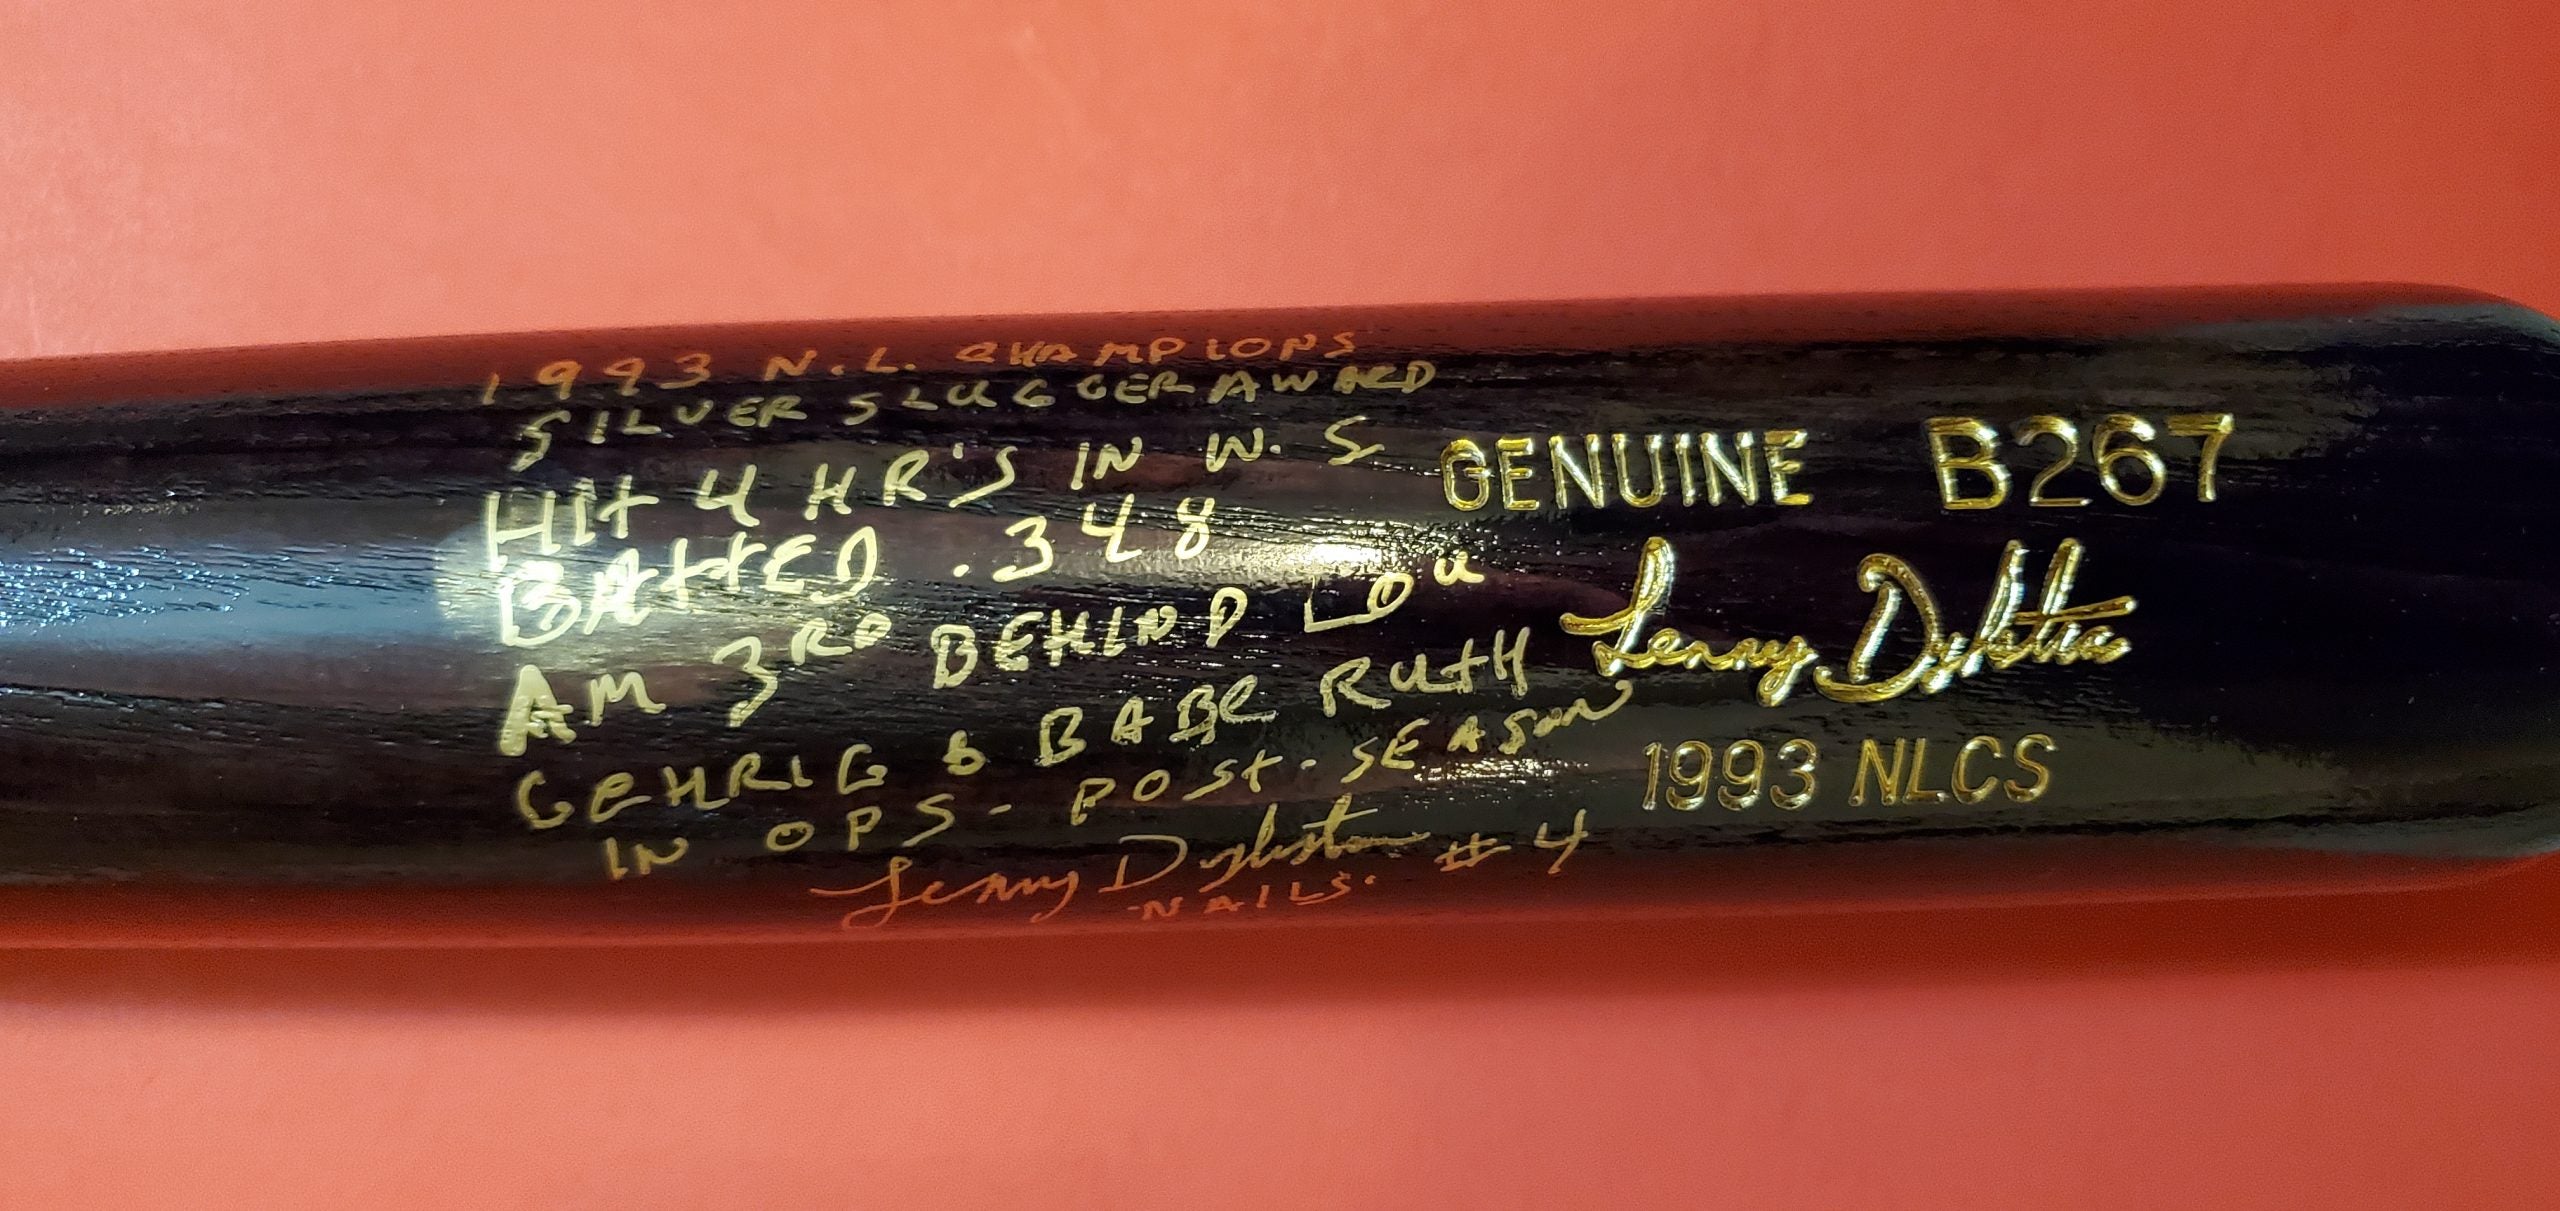 1993 N.L. CHAMPIONS
SILVER SLUGGER AWARD
HIt 4 HR'S IN W.S
BAttED .348
AM 3RD BEHIND LOU
GEHRIG & BABE RUtH
IN OPS - POSt - SEASON
Lenny Dykstra #4
"NAILS"
GENUINE B267
Lenny Dykstra
1993 NLCS